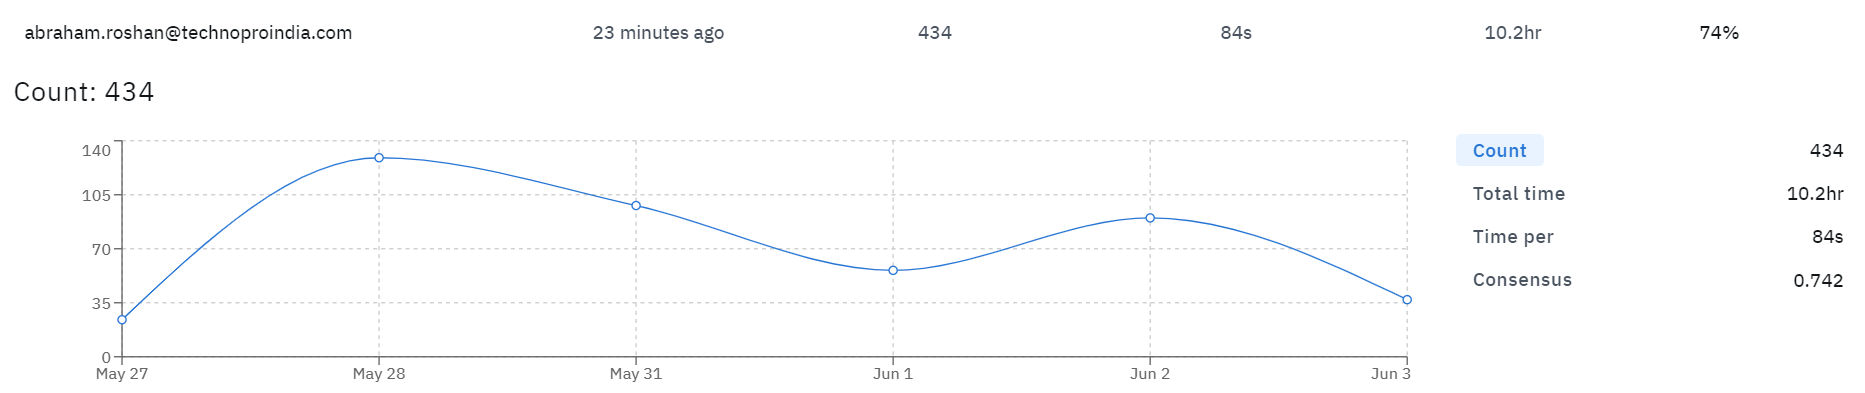 abraham.roshan@technoproindia.com 23 minutes ago 434 84s 10.2hr 74%
Count: 434
140
105
70
35
0
May 27 May 28 May 31 Jun 1 Jun 2 Jun 3
Count 434
Total time 10.2hr
Time per 84s
Consensus 0.742